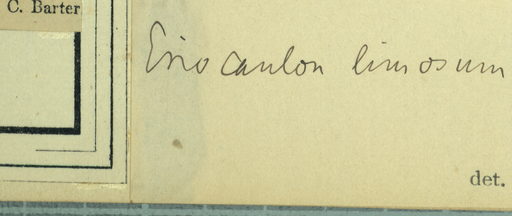 C. Barter
Eriocaulon limosum
det.